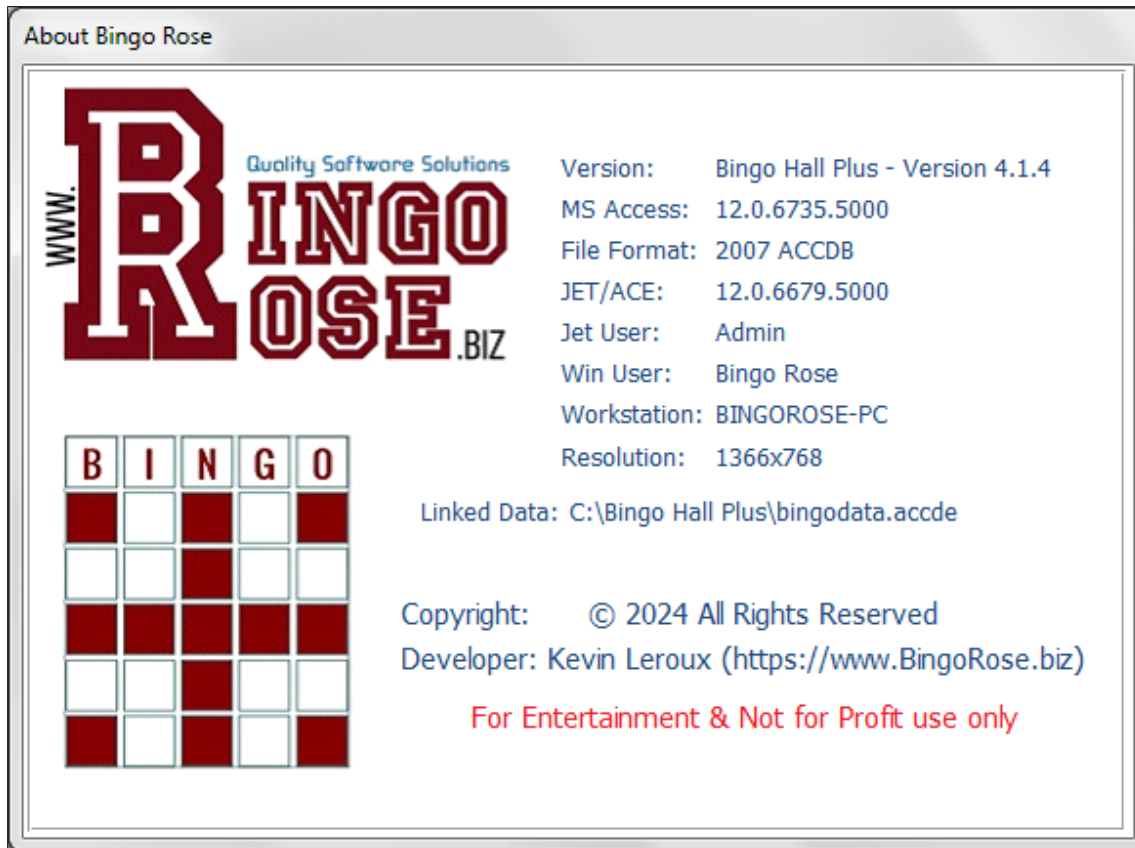 About Bingo Rose
www.
Quality Software Solutions
BINGO
ROSE
.BIZ
Version: Bingo Hall Plus - Version 4.1.4
MS Access: 12.0.6735.5000
File Format: 2007 ACCDB
JET/ACE: 12.0.6679.5000
Jet User: Admin
Win User: Bingo Rose
Workstation: BINGOROSE-PC
Resolution: 1366x768
B I N G O
Linked Data: C:\Bingo Hall Plus\bingodata.accde
Copyright: © 2024 All Rights Reserved
Developer: Kevin Leroux (https://www.BingoRose.biz)
For Entertainment & Not for Profit use only